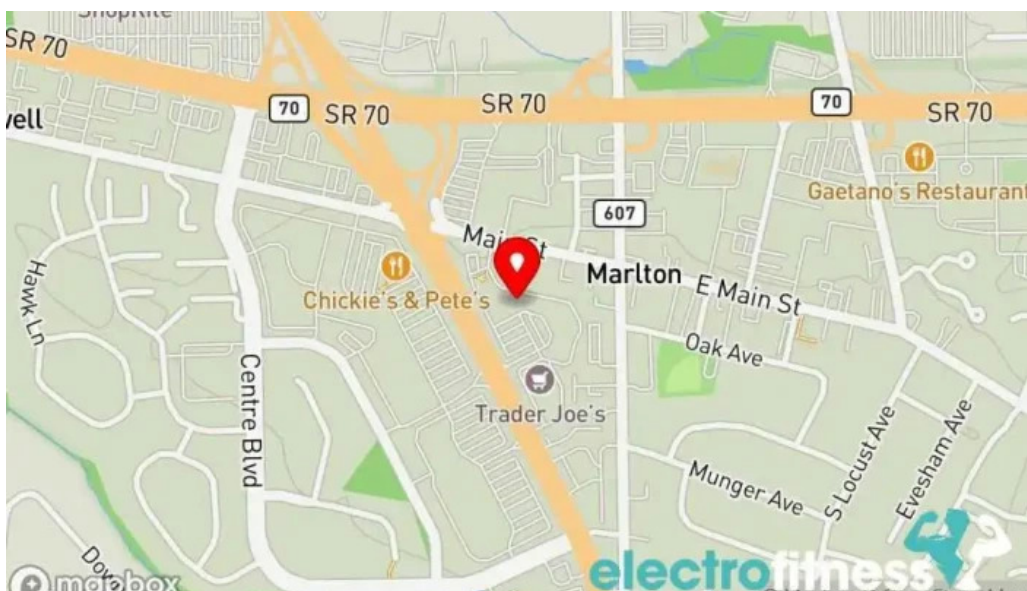 ShopRite
SR 70
70
SR 70
SR 70
70
SR 70
vell
Gaetano's Restaurant
607
Main St
Marlton
E Main St
Chickie's & Pete's
Hawk Ln
Oak Ave
Centre Blvd
Trader Joe's
S Locust Ave
Evesham Ave
Munger Ave
electrofitness
mapbox